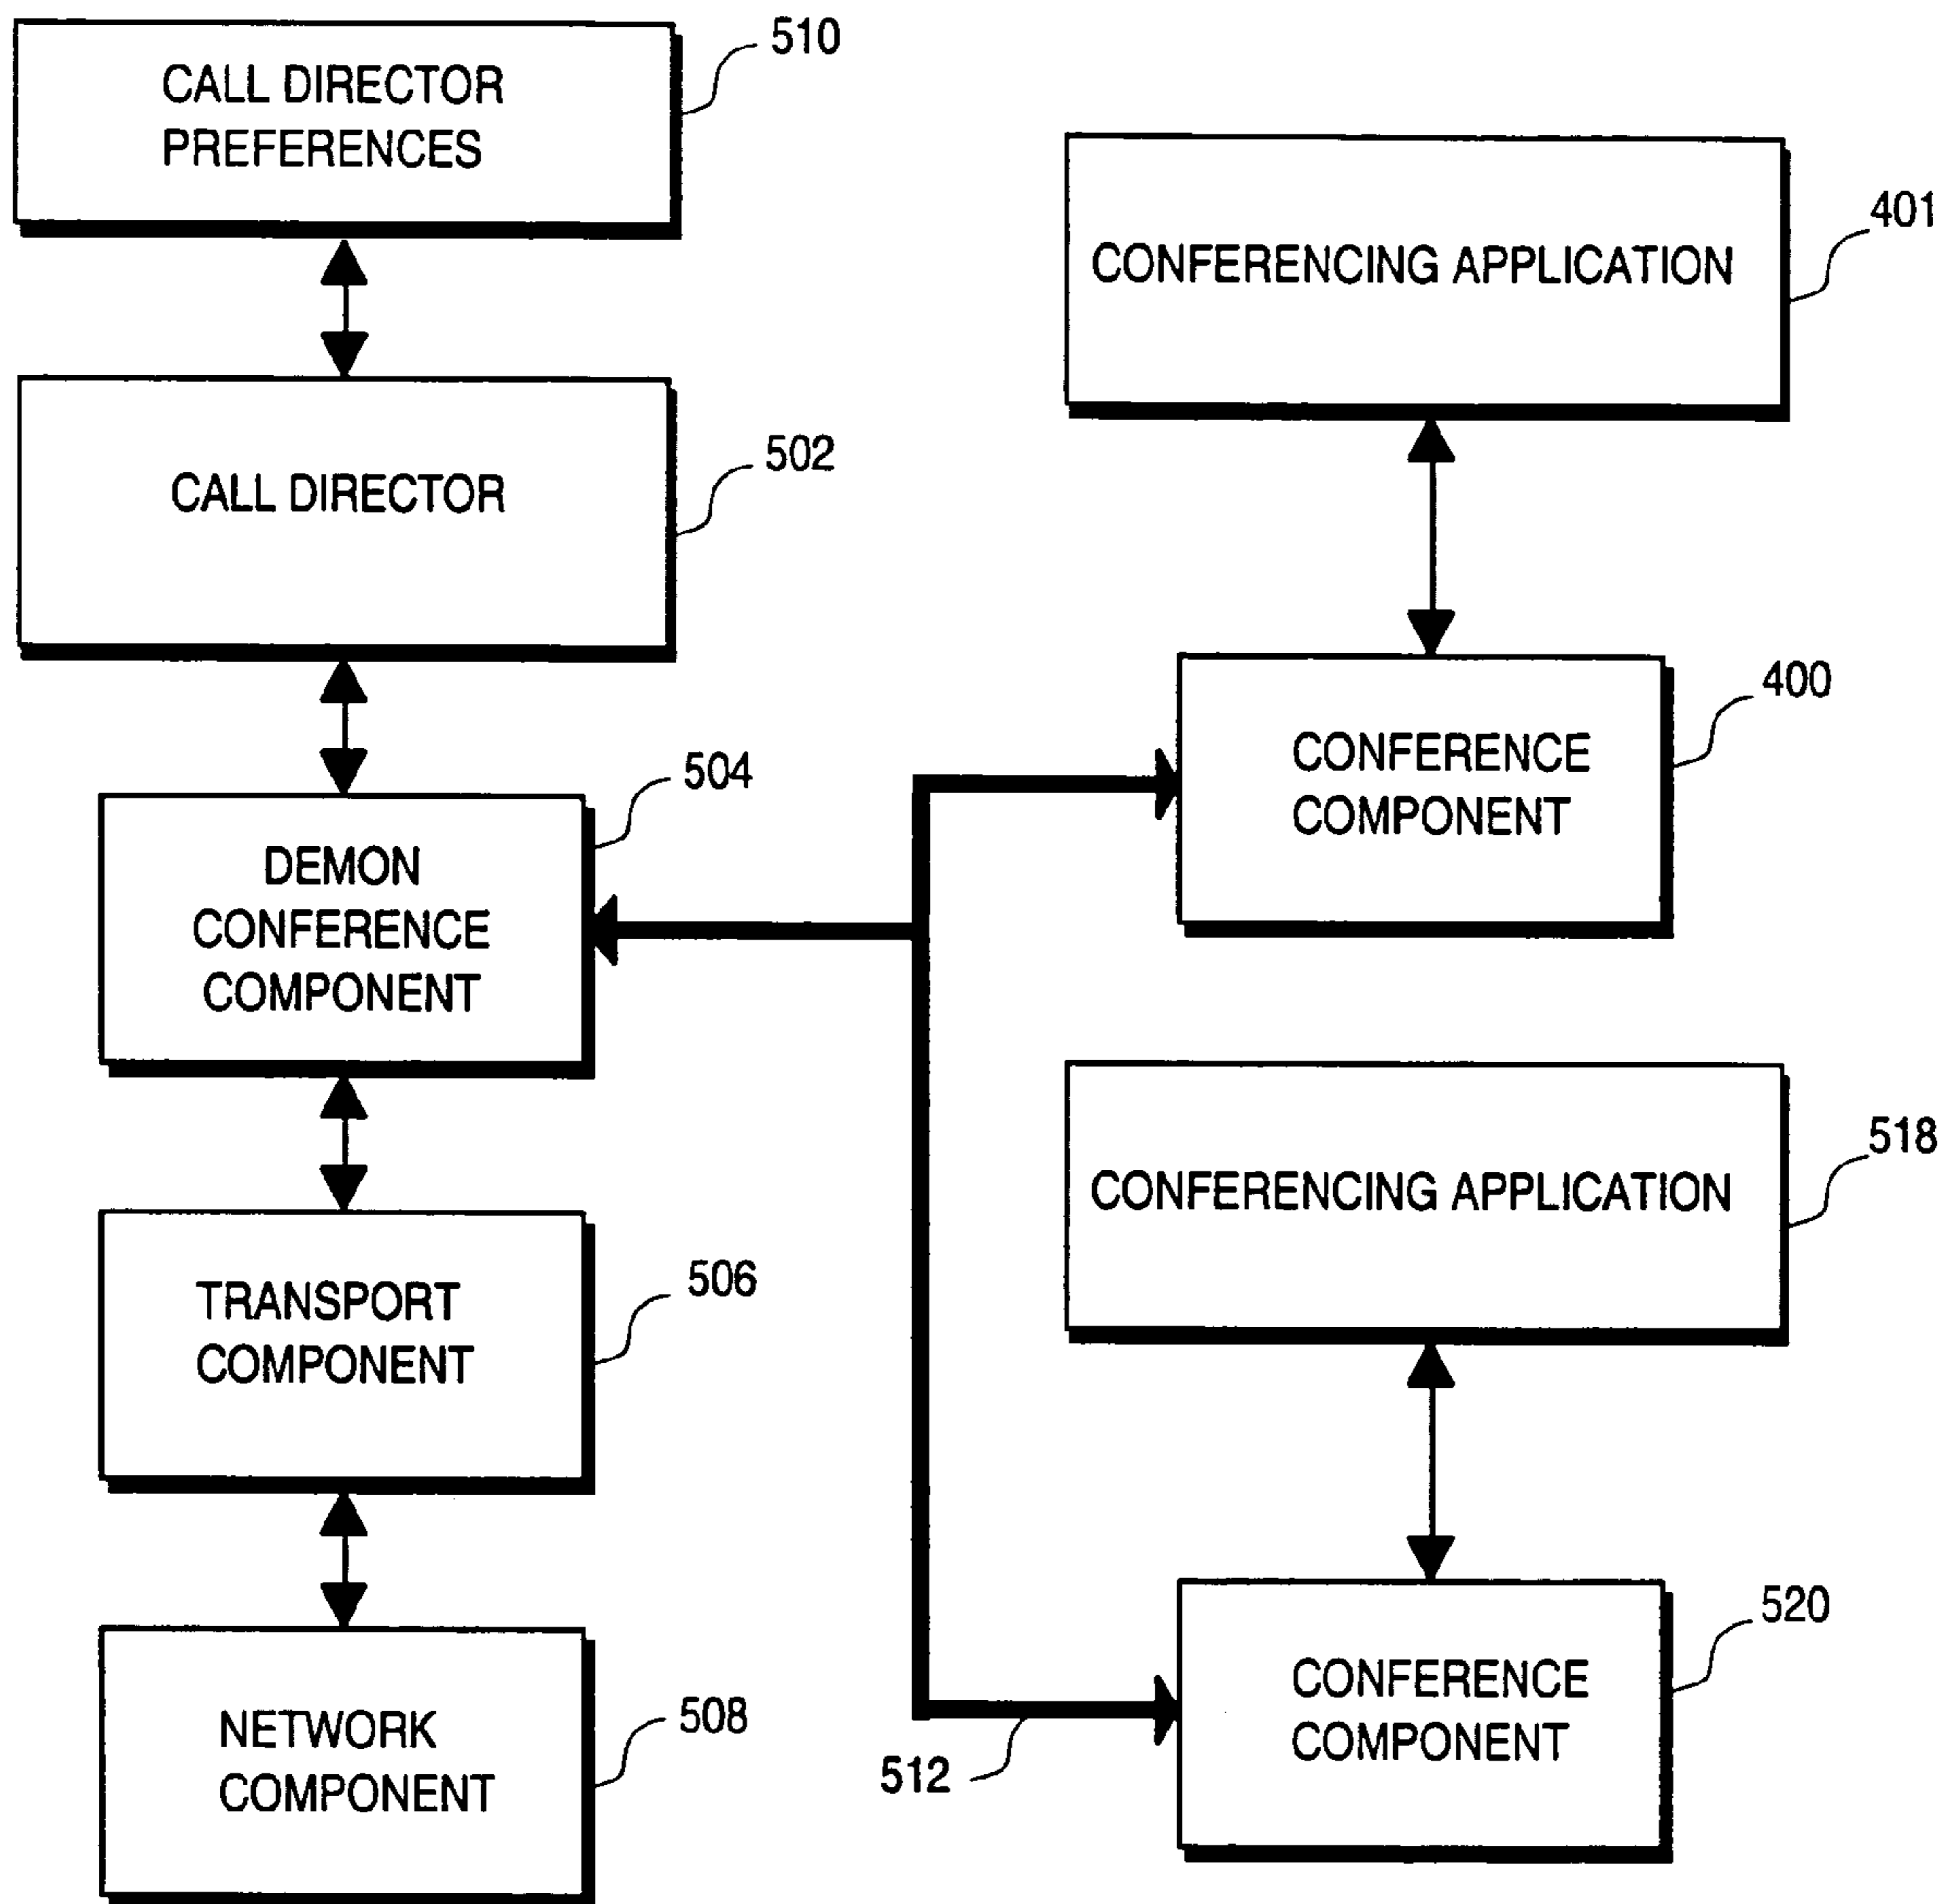 CALL DIRECTOR
PREFERENCES
510
CALL DIRECTOR
502
DEMON
CONFERENCE
COMPONENT
504
TRANSPORT
COMPONENT
506
NETWORK
COMPONENT
508
CONFERENCING APPLICATION
401
CONFERENCE
COMPONENT
400
CONFERENCING APPLICATION
518
CONFERENCE
COMPONENT
520
512